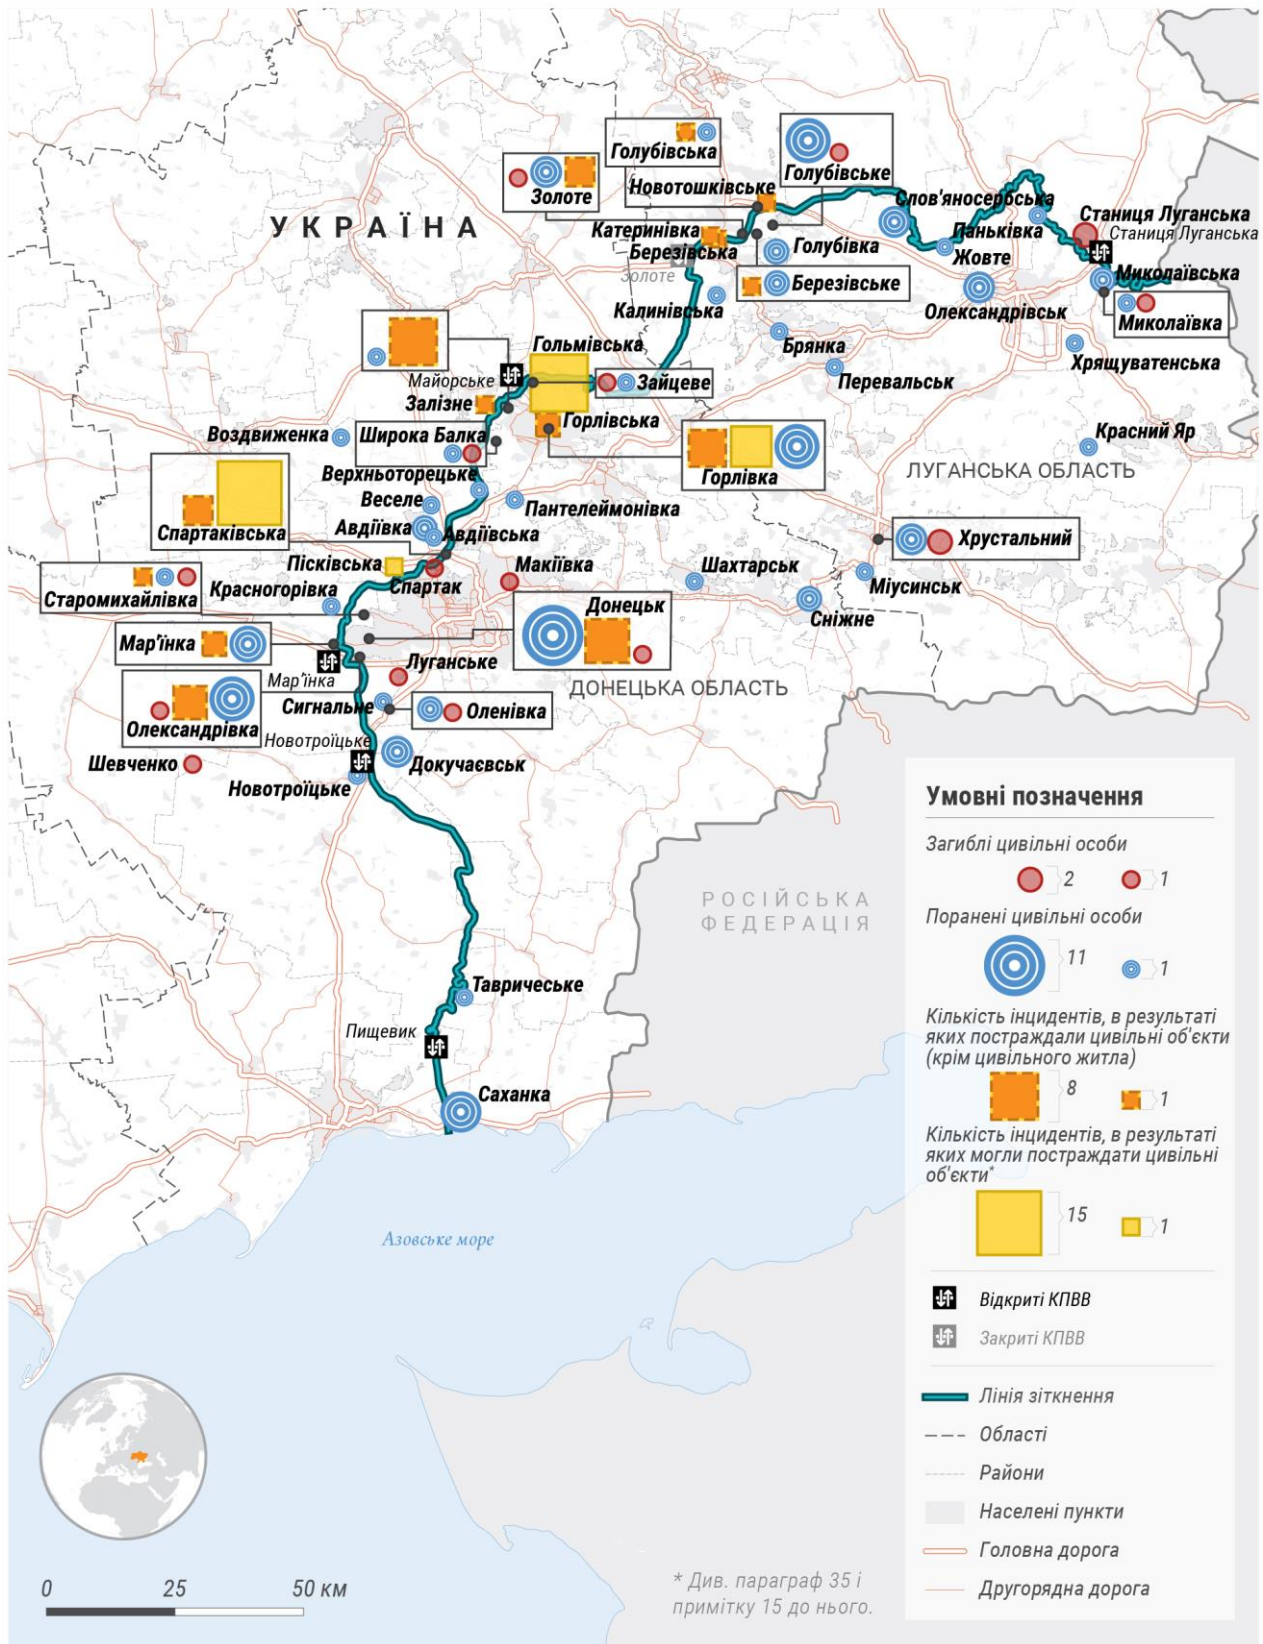 Голубівська
Голубівське
Золоте
Новотошківське
Слов'яносербська
УКРАЇНА
Катеринівка
Паньківка
Станиця Луганська
Станиця Луганська
Березівська
Голубівка
Жовте
Золоте
Миколаївська
Березівське
Калинівська
Олександрівськ
Миколаївка
Гольмівська
Брянка
Хрящуватенська
Майорське
Зайцеве
Перевальськ
Залізне
Горлівська
Воздвиженка
Широка Балка
Красний Яр
Верхньоторецьке
Горлівка
ЛУГАНСЬКА ОБЛАСТЬ
Веселе
Пантелеймонівка
Авдіївка
Авдіївська
Спартаківська
Хрустальний
Пісківська
Макіївка
Шахтарськ
Спартак
Міусинськ
Старомихайлівка
Красногорівка
Донецьк
Сніжне
Мар'їнка
Луганське
Мар'їнка
ДОНЕЦЬКА ОБЛАСТЬ
Сигнальне
Оленівка
Олександрівка
Новотроїцьке
Шевченко
Докучаєвськ
Новотроїцьке
РОСІЙСЬКА
ФЕДЕРАЦІЯ
Тавричеське
Пищевик
Саханка
Азовське море
Умовні позначення
Загиблі цивільні особи
2 1
Поранені цивільні особи
11 1
Кількість інцидентів, в результаті
яких постраждали цивільні об'єкти
(крім цивільного житла)
8 1
Кількість інцидентів, в результаті
яких могли постраждати цивільні
об'єкти*
15 1
Відкриті КПВВ
Закриті КПВВ
Лінія зіткнення
Області
Райони
Населені пункти
Головна дорога
Другорядна дорога
0 25 50 км
* Див. параграф 35 і
примітку 15 до нього.